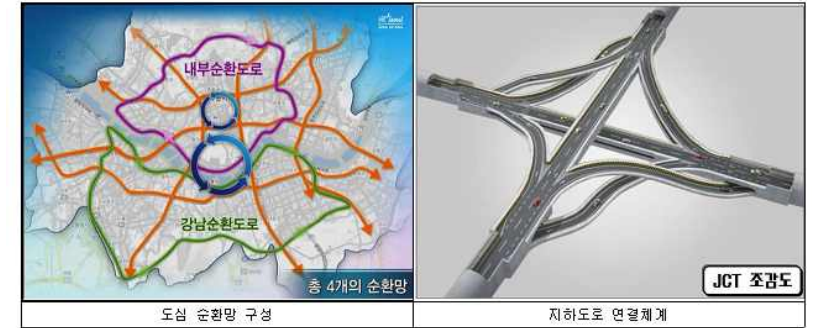 내부순환도로
강남순환도로
총 4개의 순환망
JCT 조감도
도심 순환망 구성
지하도로 연결체계